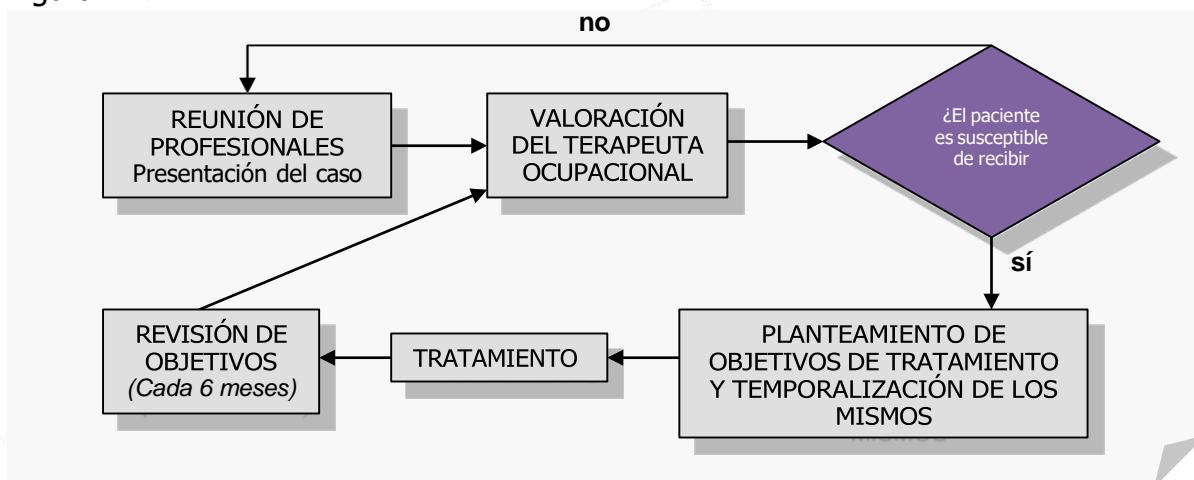 no
REUNIÓN DE
PROFESIONALES
Presentación del caso
VALORACIÓN
DEL TERAPEUTA
OCUPACIONAL
¿El paciente
es susceptible
de recibir
sí
REVISIÓN DE
OBJETIVOS
(Cada 6 meses)
TRATAMIENTO
PLANTEAMIENTO DE
OBJETIVOS DE TRATAMIENTO
Y TEMPORALIZACIÓN DE LOS
MISMOS